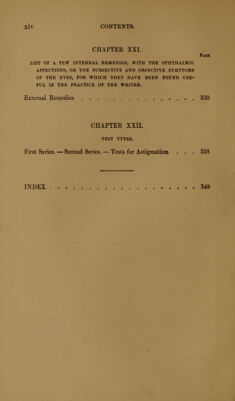 xiv CONTENTS.
CHAPTER XXI.
Page
LIST OF A FEW INTERNAL REMEDIES, WITH THE OPHTHALMIC
AFFECTIONS, OR THE SUBJECTIVE AND OBJECTIVE SYMPTOMS
OF THE EYES, FOR WHICH THEY HAVE BEEN FOUND USE-
FUL IN THE PRACTICE OF THE WRITER.
External Remedies . . . . . . . . . . . . . . . 330
CHAPTER XXII.
TEST TYPES.
First Series. — Second Series. — Tests for Astigmatism . . . 338
INDEX . . . . . . . . . . . . . . . . . . 349